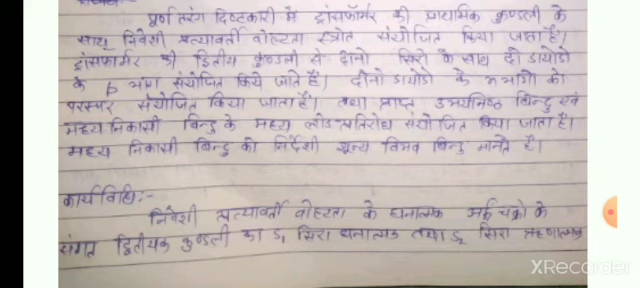 पूर्ण तरंग दिष्टकारी में ट्रांसफॉर्मर की प्राथमिक कुण्डली के
साथ निवेशी प्रत्यावर्ती वोल्टता स्त्रोत संयोजित किया जाता है।
ट्रांसफार्मर की द्वितीय कुण्डली से दोनो सिरो के साथ दो डायोडो
के p भाग संयोजित किये जाते है। दोनो डायोडो के n भागो को
परस्पर संयोजित किया जाता है। तथा प्राप्त उभयनिष्ठ बिन्दु एवं
मध्य निकासी बिन्दु के मध्य लोड प्रतिरोध संयोजित किया जाता है।
मध्य निकासी बिन्दु को निर्देशी शून्य विभव बिन्दु मानते है।
कार्यविधि:-
निवेशी प्रत्यावर्ती वोल्टता के धनात्मक अर्द्ध चक्रो के
संगत द्वितीयक कुण्डली का S₁ सिरा धनात्मक तथा S₂ सिरा ऋणात्मक
XRecorder